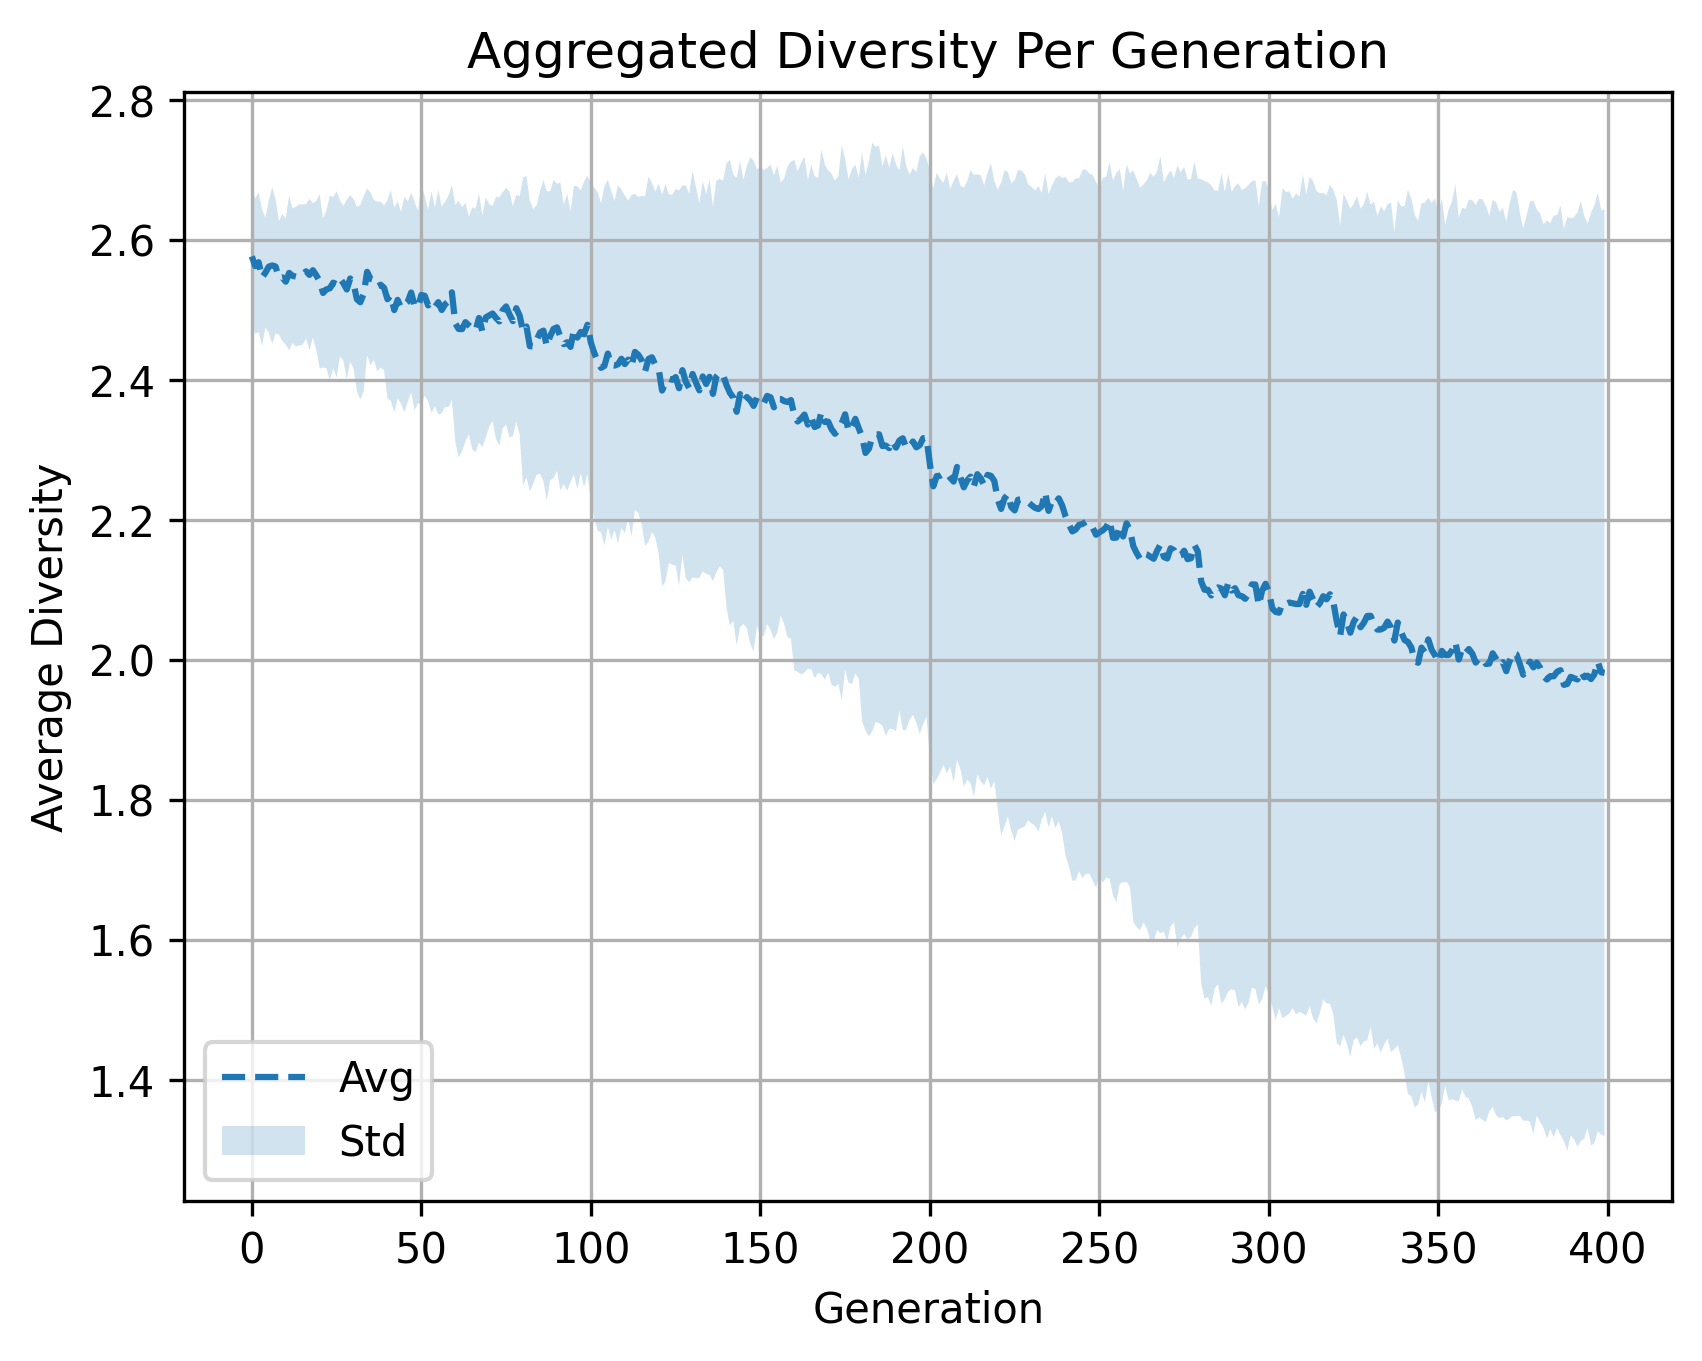 Aggregated Diversity Per Generation
2.8
2.6
2.4
2.2
2.0
1.8
1.6
1.4
Average Diversity
Avg
Std
0 50 100 150 200 250 300 350 400
Generation